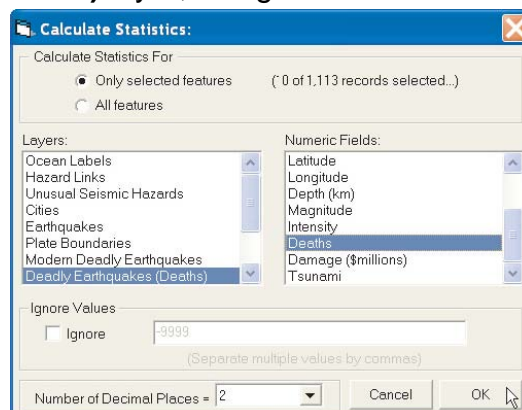 Calculate Statistics:
Calculate Statistics For
Only selected features (˜0 of 1,113 records selected...)
All features
Layers:
Ocean Labels
Hazard Links
Unusual Seismic Hazards
Cities
Earthquakes
Plate Boundaries
Modern Deadly Earthquakes
Deadly Earthquakes (Deaths)
Numeric Fields:
Latitude
Longitude
Depth (km)
Magnitude
Intensity
Deaths
Damage ($millions)
Tsunami
Ignore Values
Ignore -9999
(Separate multiple values by commas)
Number of Decimal Places = 2
Cancel OK